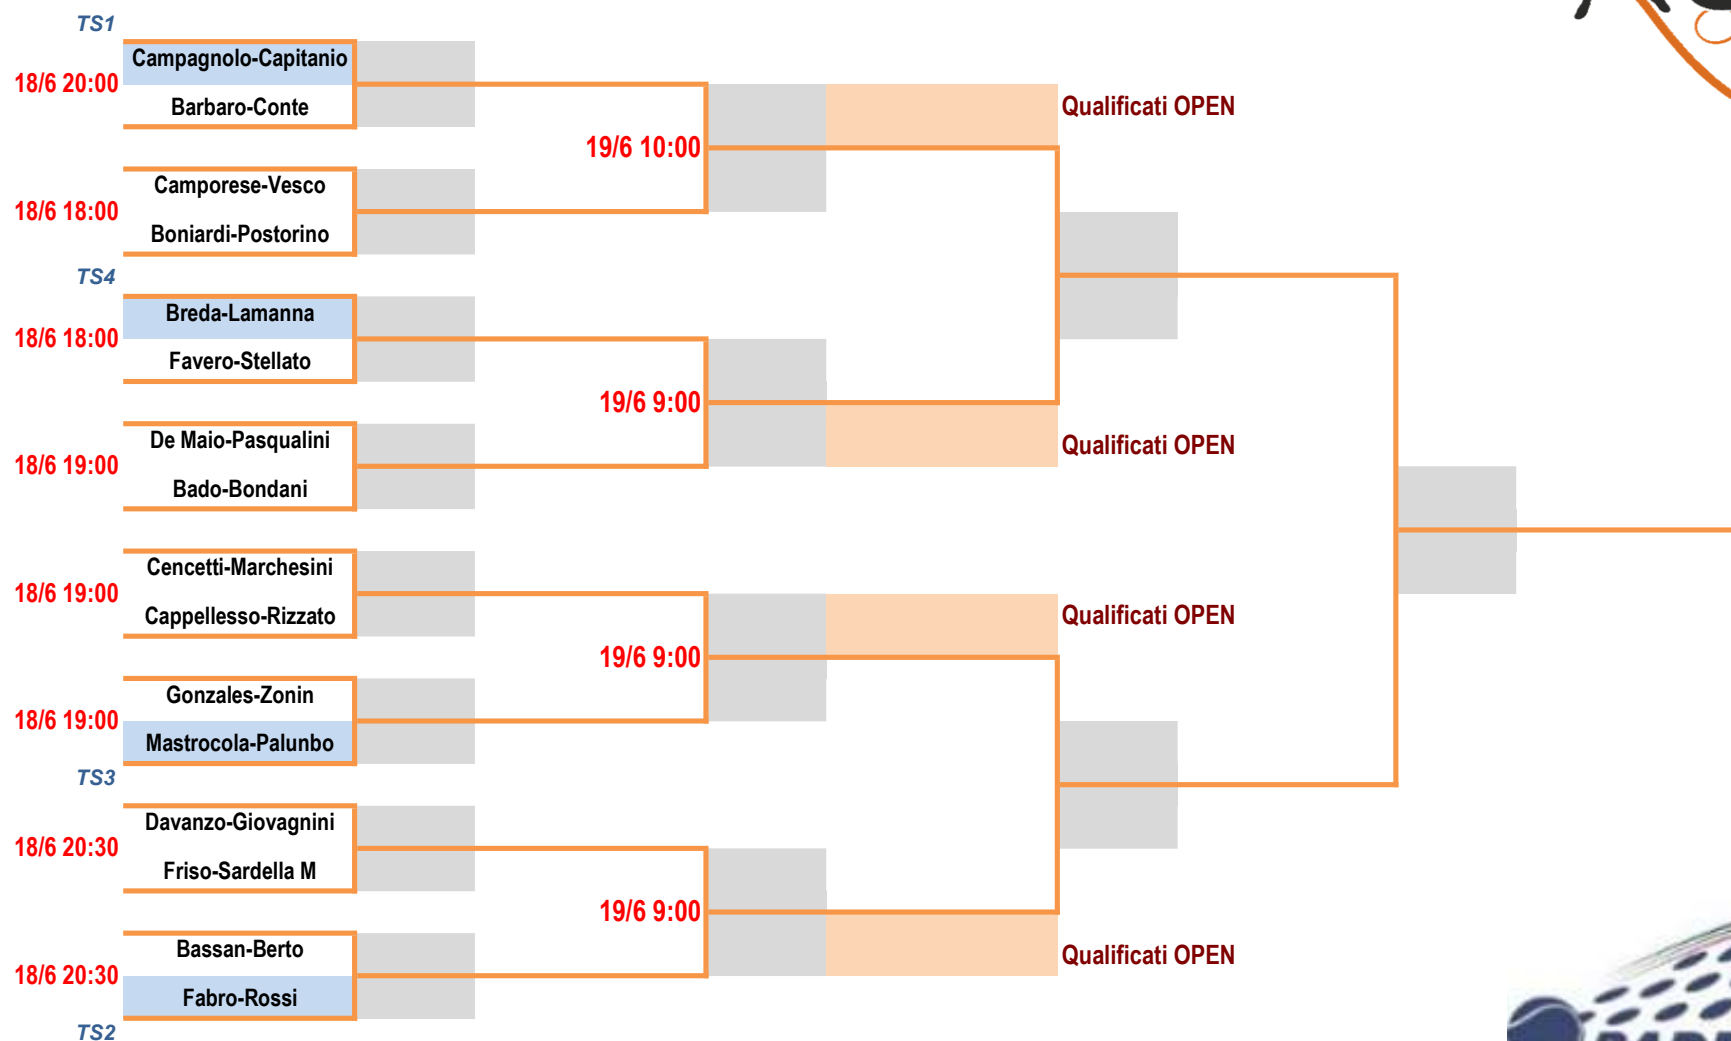 TS1
Campagnolo-Capitanio
18/6 20:00
Barbaro-Conte
Qualificati OPEN
19/6 10:00
Camporese-Vesco
18/6 18:00
Boniardi-Postorino
TS4
Breda-Lamanna
18/6 18:00
Favero-Stellato
19/6 9:00
De Maio-Pasqualini
Qualificati OPEN
18/6 19:00
Bado-Bondani
Cencetti-Marchesini
18/6 19:00
Cappellesso-Rizzato
Qualificati OPEN
19/6 9:00
Gonzales-Zonin
18/6 19:00
Mastrocola-Palunbo
TS3
Davanzo-Giovagnini
18/6 20:30
Friso-Sardella M
19/6 9:00
Bassan-Berto
Qualificati OPEN
18/6 20:30
Fabro-Rossi
TS2